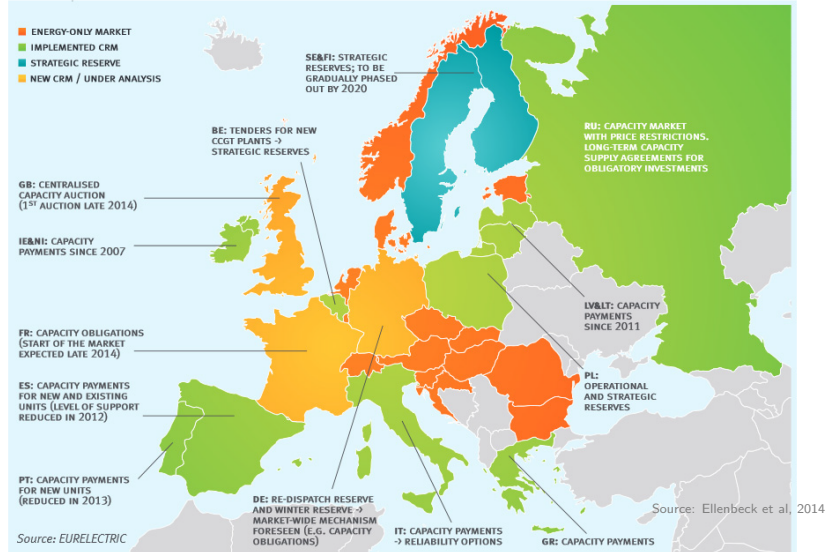 ENERGY-ONLY MARKET
IMPLEMENTED CRM
STRATEGIC RESERVE
NEW CRM / UNDER ANALYSIS
SE&FI: STRATEGIC
RESERVES; TO BE
GRADUALLY PHASED
OUT BY 2020
BE: TENDERS FOR NEW
CCGT PLANTS →
STRATEGIC RESERVES
RU: CAPACITY MARKET
WITH PRICE RESTRICTIONS.
LONG-TERM CAPACITY
SUPPLY AGREEMENTS FOR
OBLIGATORY INVESTMENTS
GB: CENTRALISED
CAPACITY AUCTION
(1ST AUCTION LATE 2014)
IE&NI: CAPACITY
PAYMENTS SINCE 2007
LV&LT: CAPACITY
PAYMENTS
SINCE 2011
FR: CAPACITY OBLIGATIONS
(START OF THE MARKET
EXPECTED LATE 2014)
PL:
OPERATIONAL
AND STRATEGIC
RESERVES
ES: CAPACITY PAYMENTS
FOR NEW AND EXISTING
UNITS (LEVEL OF SUPPORT
REDUCED IN 2012)
PT: CAPACITY PAYMENTS
FOR NEW UNITS
(REDUCED IN 2013)
DE: RE-DISPATCH RESERVE
AND WINTER RESERVE →
MARKET-WIDE MECHANISM
FORESEEN (E.G. CAPACITY
OBLIGATIONS)
IT: CAPACITY PAYMENTS
→ RELIABILITY OPTIONS
GR: CAPACITY PAYMENTS
Source: Ellenbeck et al, 2014
Source: EURELECTRIC